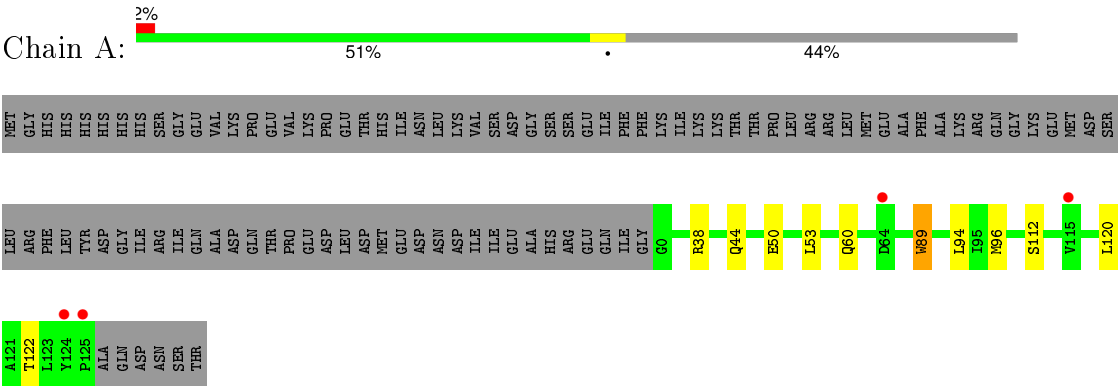 2%
Chain A:
51% • 44%
MET GLY HIS HIS HIS HIS HIS HIS SER GLY GLU VAL LYS PRO GLU VAL LYS PRO GLU THR HIS ILE ASN LEU LYS VAL SER ASP GLY SER SER GLU ILE PHE PHE LYS ILE LYS LYS THR THR PRO LEU ARG ARG LEU MET GLU ALA PHE ALA LYS ARG GLN GLY LYS GLU MET ASP SER
LEU ARG PHE LEU TYR ASP GLY ILE ARG ILE GLN ALA ASP GLN THR PRO GLU ASP LEU ASP MET GLU ASP ASN ASP ILE ILE GLU ALA HIS ARG GLU GLN ILE GLY G0 R38 Q44 E50 L53 Q60 D64 W89 L94 I95 M96 S112 V115 L120
A121 T122 L123 Y124 P125 ALA GLN ASP ASN SER THR